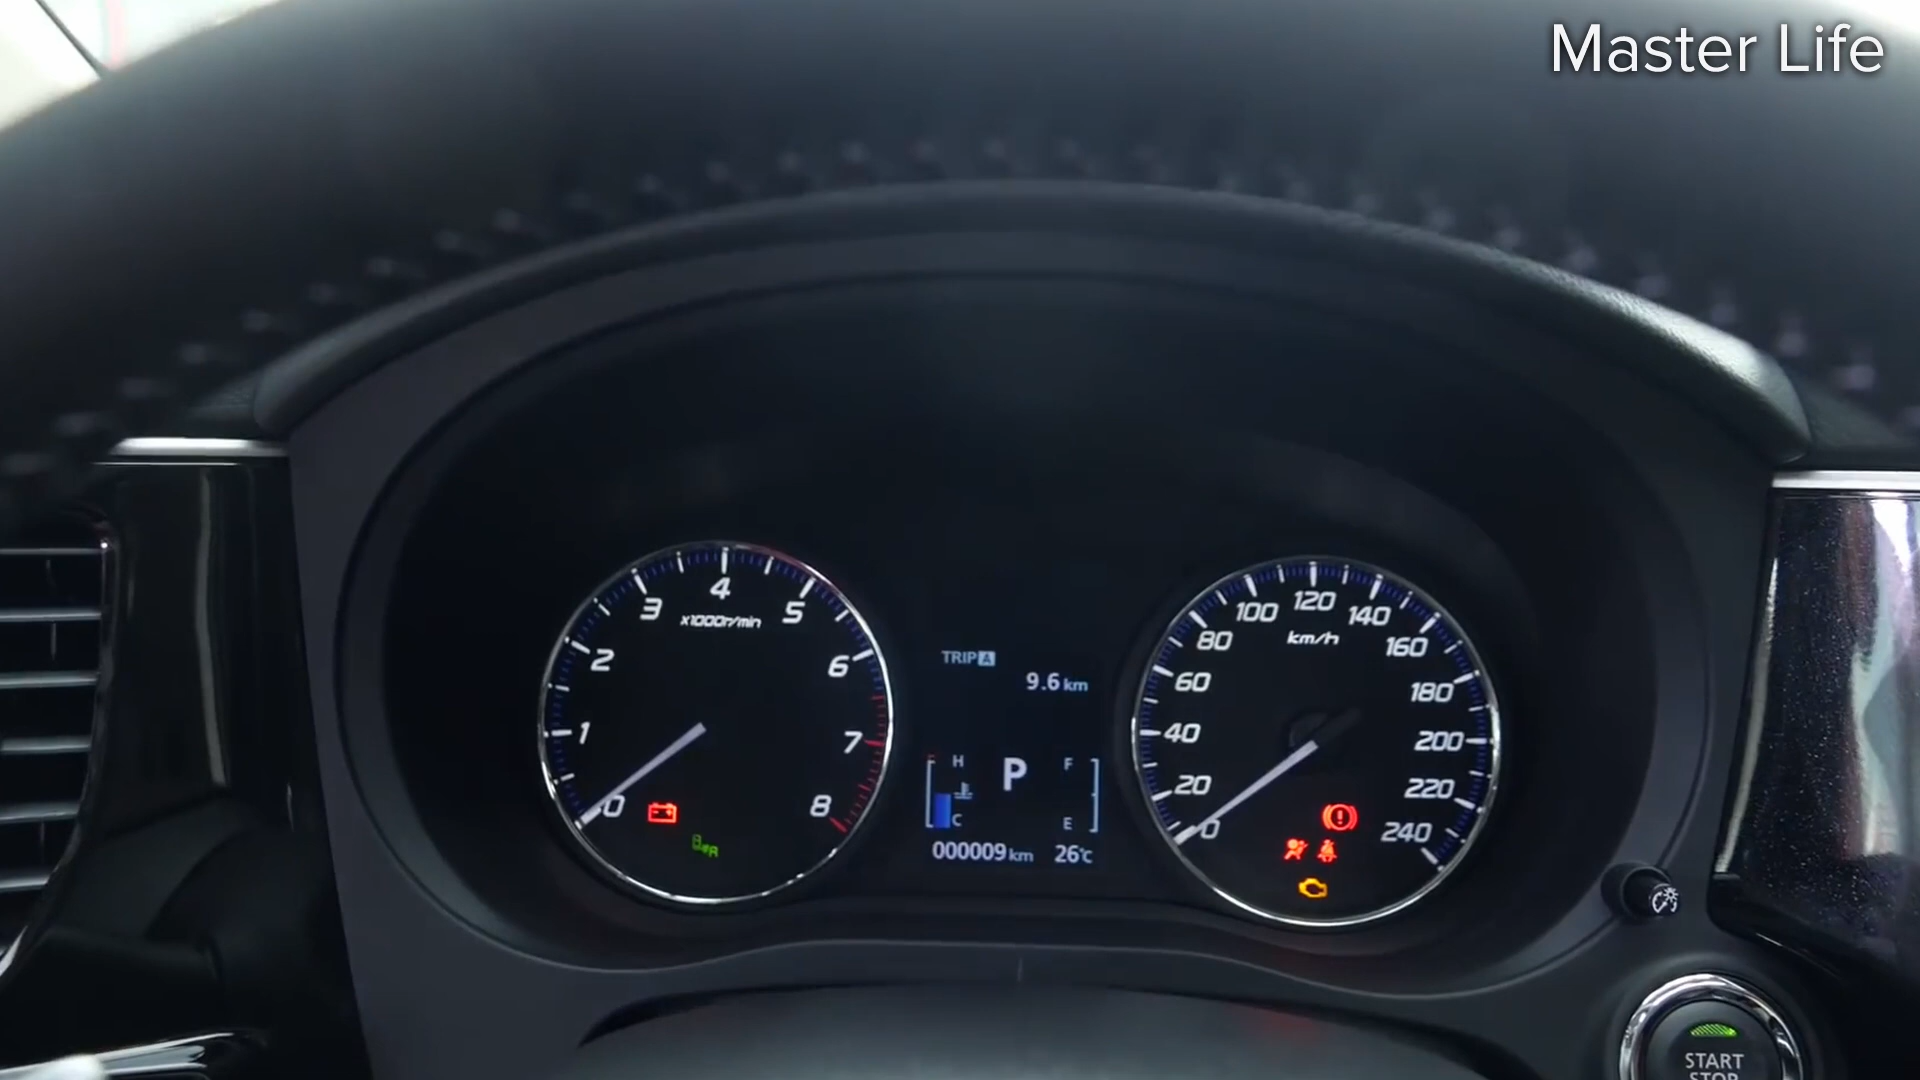 Master Life
4
3
5
x1000r/min
2
6
1
7
0
8
TRIP A
9.6 km
H
P
F
C
E
000009 km
26°C
120
100
140
km/h
80
160
60
180
40
200
20
220
0
240
START
STOP